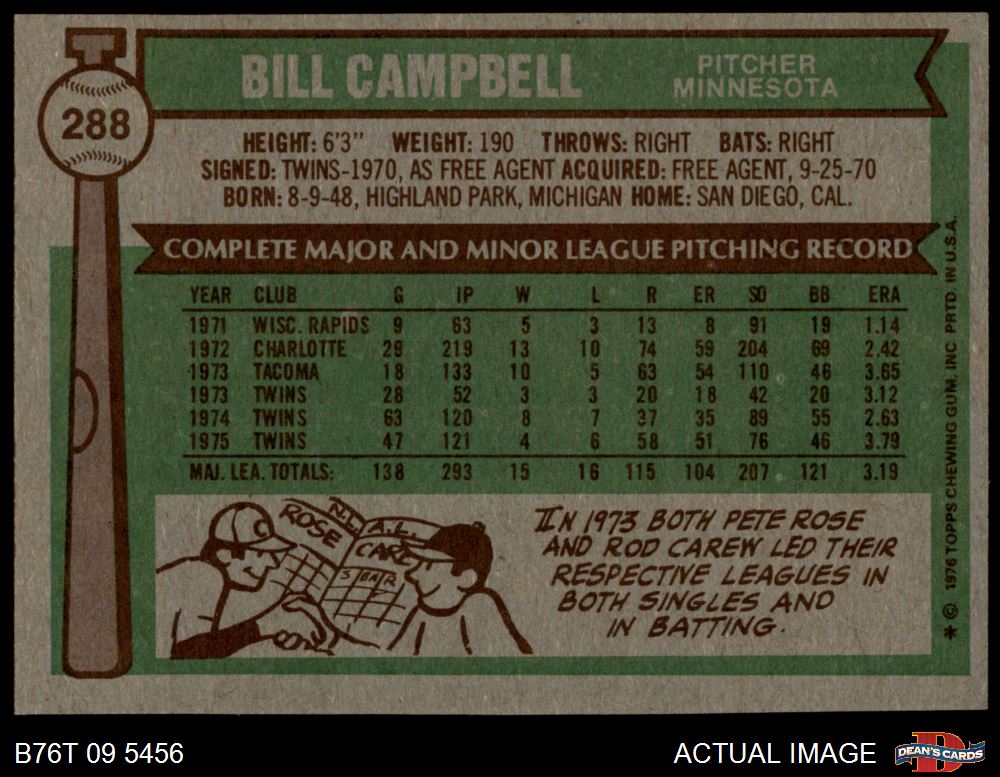 288
BILL CAMPBELL
PITCHER
MINNESOTA
HEIGHT: 6'3" WEIGHT: 190 THROWS: RIGHT BATS: RIGHT
SIGNED: TWINS-1970, AS FREE AGENT ACQUIRED: FREE AGENT, 9-25-70
BORN: 8-9-48, HIGHLAND PARK, MICHIGAN HOME: SAN DIEGO, CAL.
COMPLETE MAJOR AND MINOR LEAGUE PITCHING RECORD
YEAR CLUB G IP W L R ER SO BB ERA
1971 WISC. RAPIDS 9 63 5 3 13 8 91 19 1.14
1972 CHARLOTTE 29 219 13 10 74 59 204 69 2.42
1973 TACOMA 18 133 10 5 63 54 110 46 3.65
1973 TWINS 28 52 3 3 20 18 42 20 3.12
1974 TWINS 63 120 8 7 37 35 89 55 2.63
1975 TWINS 47 121 4 6 58 51 76 46 3.79
MAJ. LEA. TOTALS: 138 293 15 16 115 104 207 121 3.19
C
ROSE
N.L.
A.L.
CARE
IN 1973 BOTH PETE ROSE
AND ROD CAREW LED THEIR
RESPECTIVE LEAGUES IN
BOTH SINGLES AND
IN BATTING.
* © 1976 TOPPS CHEWING GUM, INC PRTD. IN U.S.A.
B76T 09 5456
ACTUAL IMAGE
D
DEAN'S CARDS